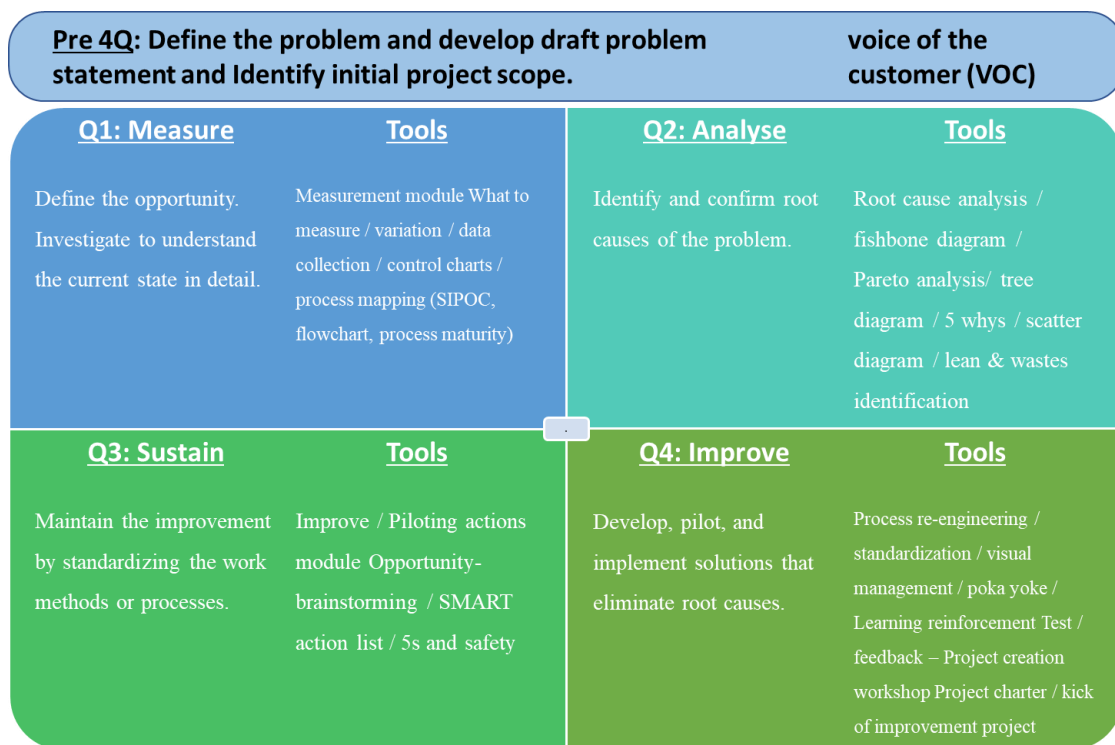 Pre 4Q: Define the problem and develop draft problem
statement and Identify initial project scope.
voice of the
customer (VOC)
Q1: Measure
Define the opportunity.
Investigate to understand
the current state in detail.
Tools
Measurement module What to
measure / variation / data
collection / control charts /
process mapping (SIPOC,
flowchart, process maturity)
Q2: Analyse
Identify and confirm root
causes of the problem.
Tools
Root cause analysis /
fishbone diagram /
Pareto analysis/ tree
diagram / 5 whys / scatter
diagram / lean & wastes
identification
.
Q3: Sustain
Maintain the improvement
by standardizing the work
methods or processes.
Tools
Improve / Piloting actions
module Opportunity-
brainstorming / SMART
action list / 5s and safety
Q4: Improve
Develop, pilot, and
implement solutions that
eliminate root causes.
Tools
Process re-engineering /
standardization / visual
management / poka yoke /
Learning reinforcement Test /
feedback – Project creation
workshop Project charter / kick
of improvement project